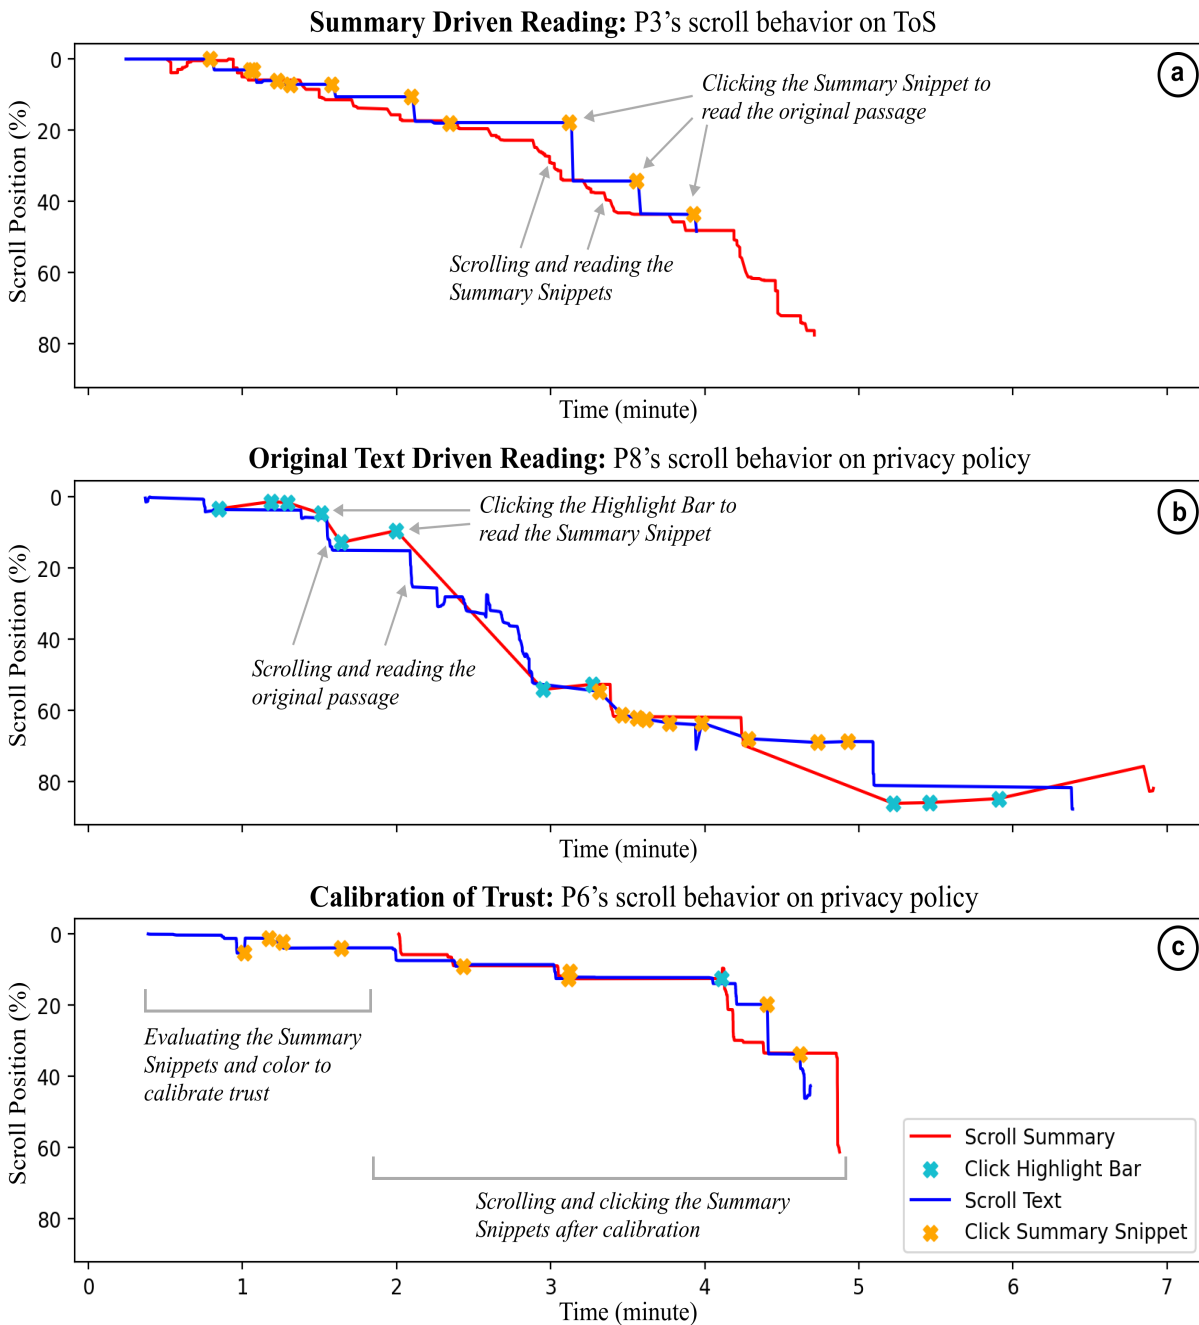 Summary Driven Reading: P3’s scroll behavior on ToS
a
0
20
40
60
80
Scroll Position (%)
Clicking the Summary Snippet to
read the original passage
Scrolling and reading the
Summary Snippets
Time (minute)
Original Text Driven Reading: P8’s scroll behavior on privacy policy
b
0
20
40
60
80
Scroll Position (%)
Clicking the Highlight Bar to
read the Summary Snippet
Scrolling and reading the
original passage
Time (minute)
Calibration of Trust: P6’s scroll behavior on privacy policy
c
0
20
40
60
80
Scroll Position (%)
Evaluating the Summary
Snippets and color to
calibrate trust
Scrolling and clicking the Summary
Snippets after calibration
Scroll Summary
Click Highlight Bar
Scroll Text
Click Summary Snippet
0 1 2 3 4 5 6 7
Time (minute)